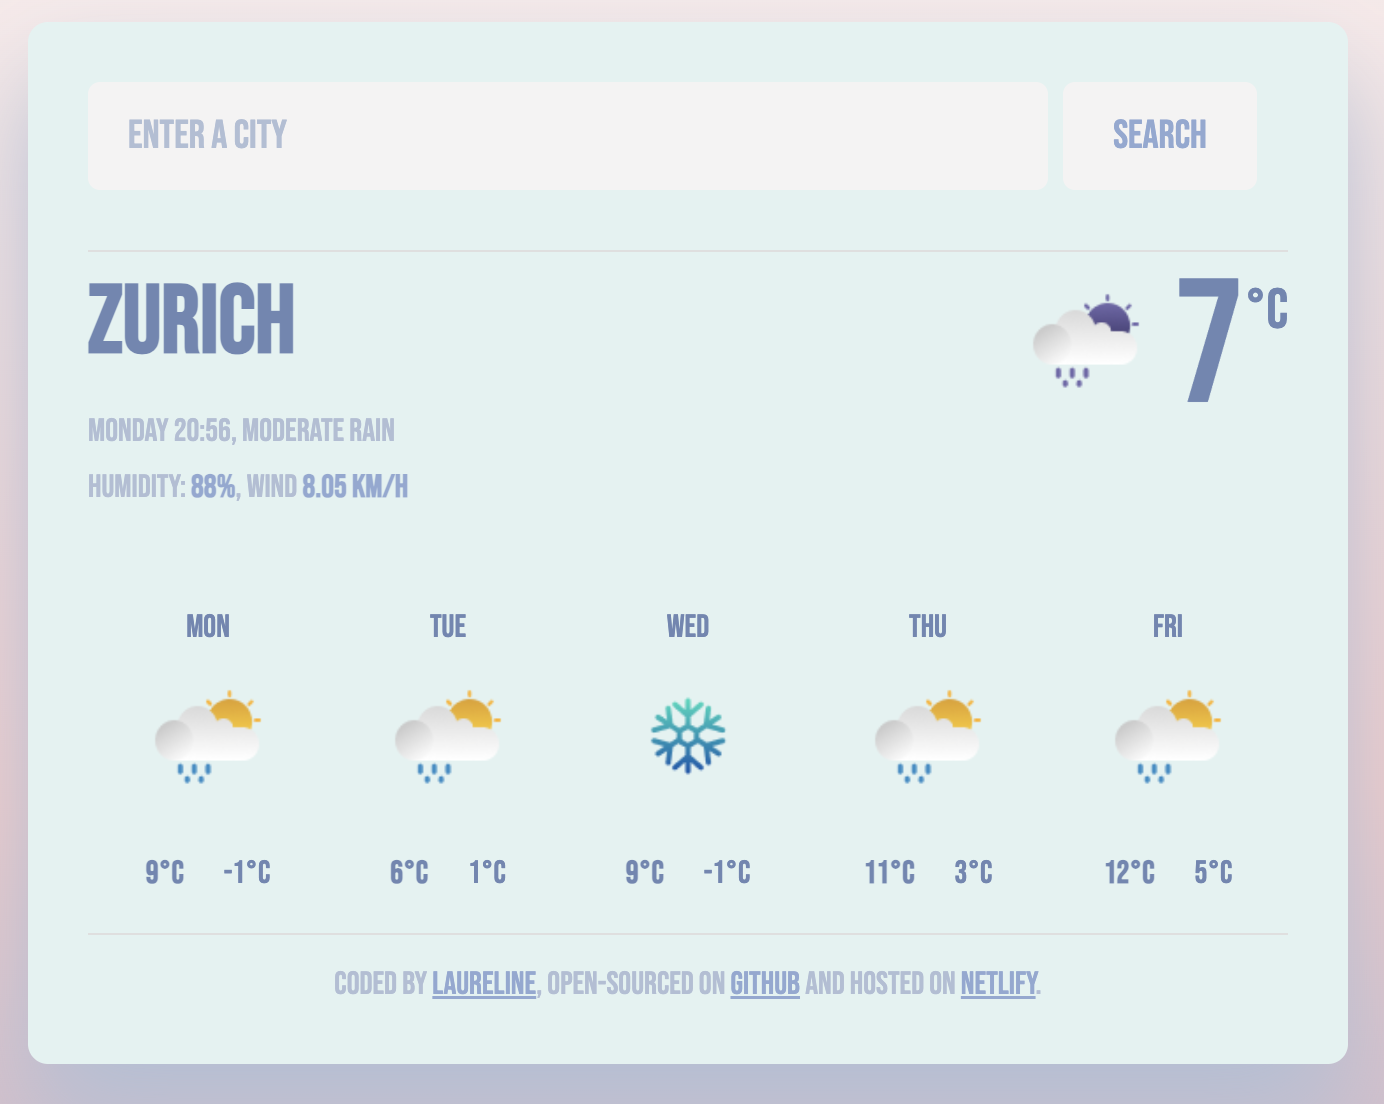 ENTER A CITY
SEARCH
ZURICH
7°C
MONDAY 20:56, MODERATE RAIN
HUMIDITY: 88%, WIND 8.05 KM/H
MON TUE WED THU FRI
9°C -1°C 6°C 1°C 9°C -1°C 11°C 3°C 12°C 5°C
CODED BY LAURELINE, OPEN-SOURCED ON GITHUB AND HOSTED ON NETLIFY.